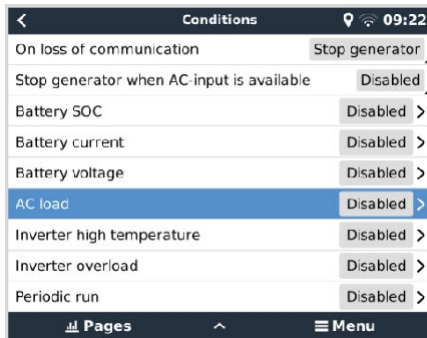 Conditions 09:22
On loss of communication Stop generator
Stop generator when AC-input is available Disabled
Battery SOC Disabled
Battery current Disabled
Battery voltage Disabled
AC load Disabled
Inverter high temperature Disabled
Inverter overload Disabled
Periodic run Disabled
Pages Menu